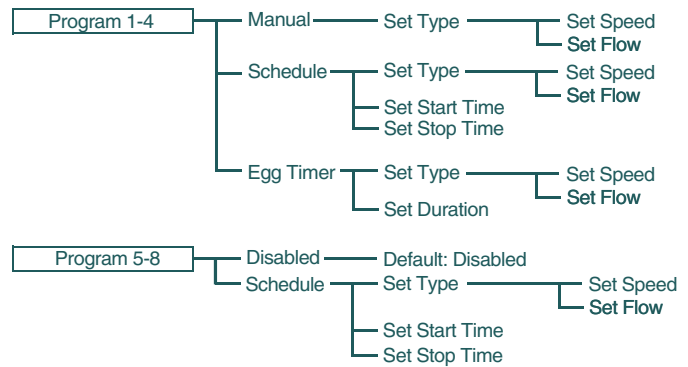 Program 1-4 Manual Set Type Set Speed
Set Flow
Schedule Set Type Set Speed
Set Flow
Set Start Time
Set Stop Time
Egg Timer Set Type Set Speed
Set Flow
Set Duration
Program 5-8 Disabled Default: Disabled
Schedule Set Type Set Speed
Set Flow
Set Start Time
Set Stop Time